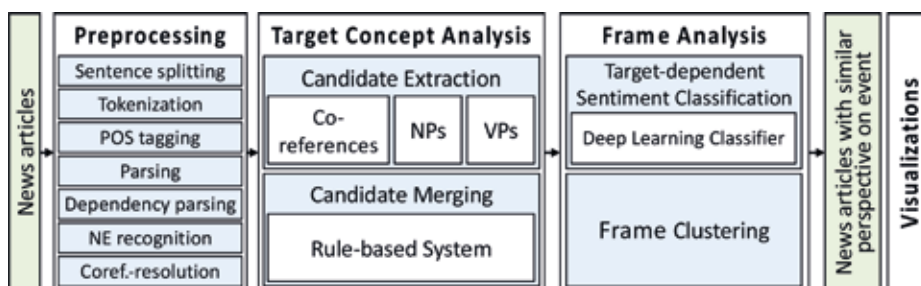 News articles
Preprocessing
Sentence splitting
Tokenization
POS tagging
Parsing
Dependency parsing
NE recognition
Coref.-resolution
Target Concept Analysis
Candidate Extraction
Co-
references
NPs
VPs
Candidate Merging
Rule-based System
Frame Analysis
Target-dependent
Sentiment Classification
Deep Learning Classifier
Frame Clustering
News articles with similar
perspective on event
Visualizations